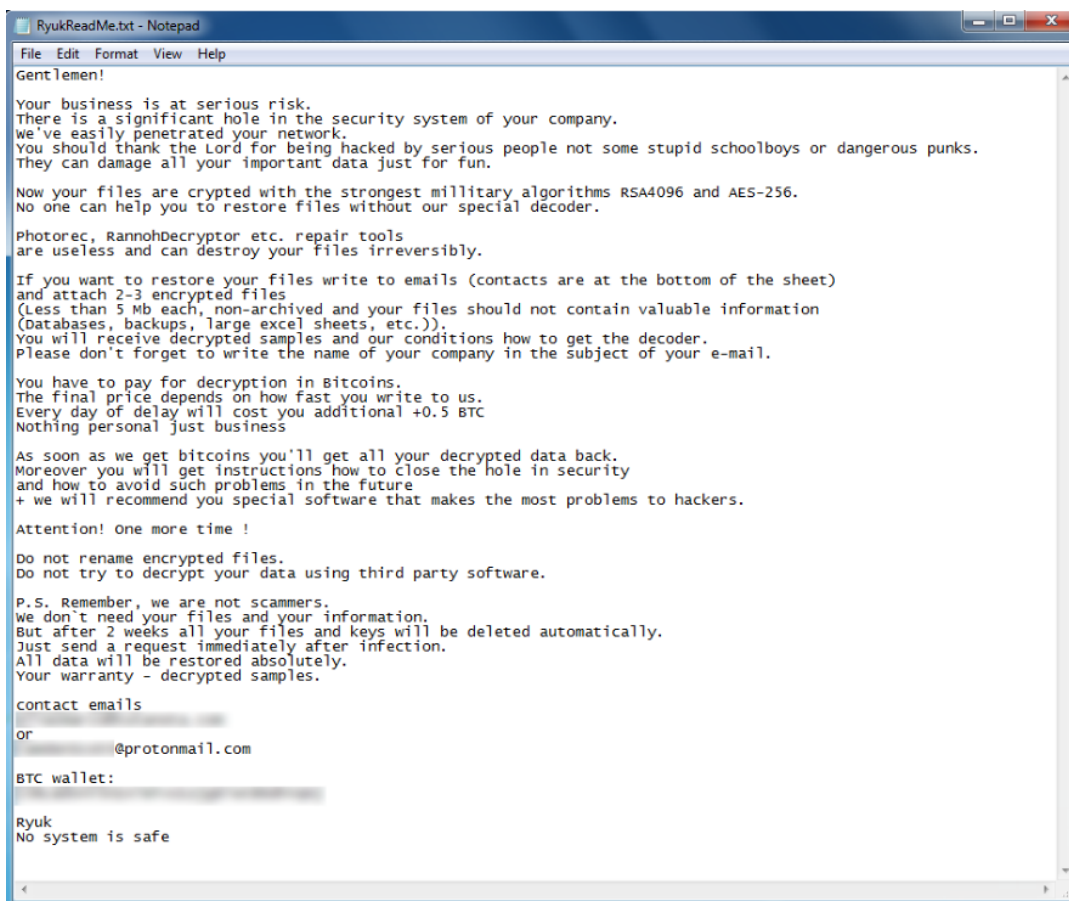 RyukReadMe.txt - Notepad
File Edit Format View Help
Gentlemen!
Your business is at serious risk.
There is a significant hole in the security system of your company.
We've easily penetrated your network.
You should thank the Lord for being hacked by serious people not some stupid schoolboys or dangerous punks.
They can damage all your important data just for fun.
Now your files are crypted with the strongest millitary algorithms RSA4096 and AES-256.
No one can help you to restore files without our special decoder.
Photorec, RannohDecryptor etc. repair tools
are useless and can destroy your files irreversibly.
If you want to restore your files write to emails (contacts are at the bottom of the sheet)
and attach 2-3 encrypted files
(Less than 5 Mb each, non-archived and your files should not contain valuable information
(Databases, backups, large excel sheets, etc.)).
You will receive decrypted samples and our conditions how to get the decoder.
Please don't forget to write the name of your company in the subject of your e-mail.
You have to pay for decryption in Bitcoins.
The final price depends on how fast you write to us.
Every day of delay will cost you additional +0.5 BTC
Nothing personal just business
As soon as we get bitcoins you'll get all your decrypted data back.
Moreover you will get instructions how to close the hole in security
and how to avoid such problems in the future
+ we will recommend you special software that makes the most problems to hackers.
Attention! One more time !
Do not rename encrypted files.
Do not try to decrypt your data using third party software.
P.S. Remember, we are not scammers.
We don`t need your files and your information.
But after 2 weeks all your files and keys will be deleted automatically.
Just send a request immediately after infection.
All data will be restored absolutely.
Your warranty - decrypted samples.
contact emails
or
@protonmail.com
BTC wallet:
Ryuk
No system is safe